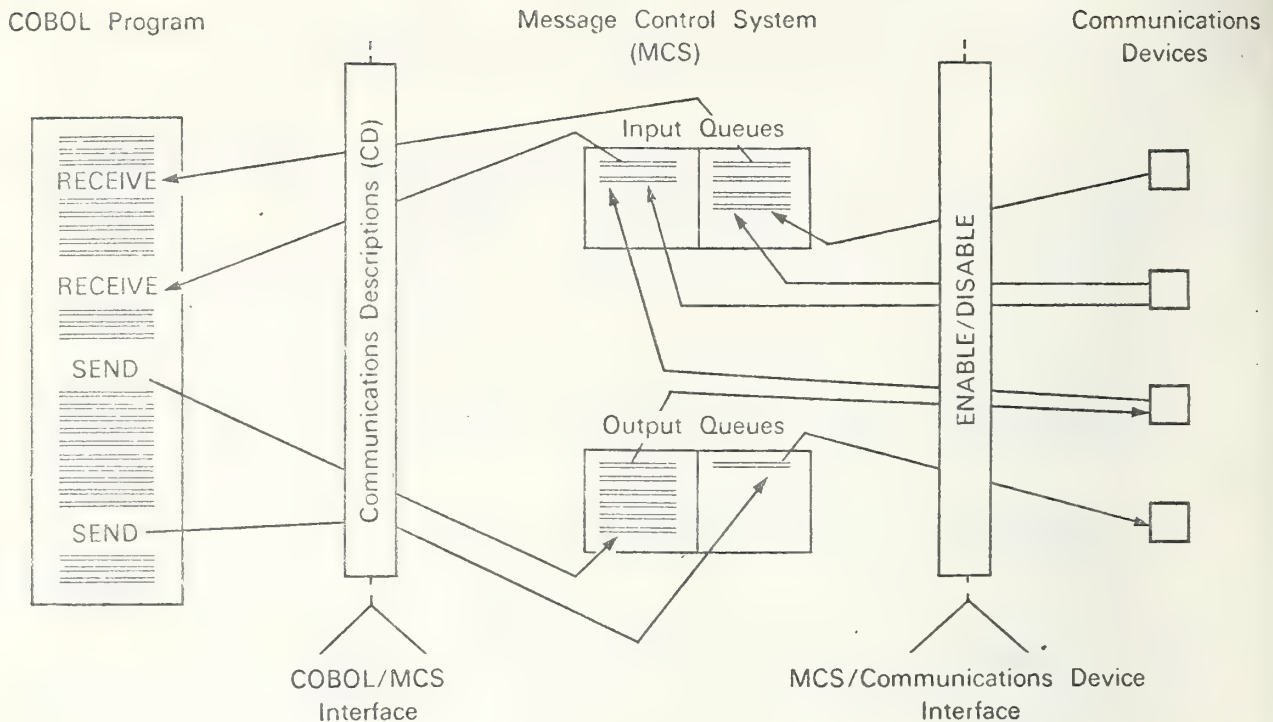 COBOL Program
Message Control System
(MCS)
Communications
Devices
RECEIVE
RECEIVE
SEND
SEND
Communications Descriptions (CD)
Input Queues
Output Queues
ENABLE/DISABLE
COBOL/MCS
Interface
MCS/Communications Device
Interface